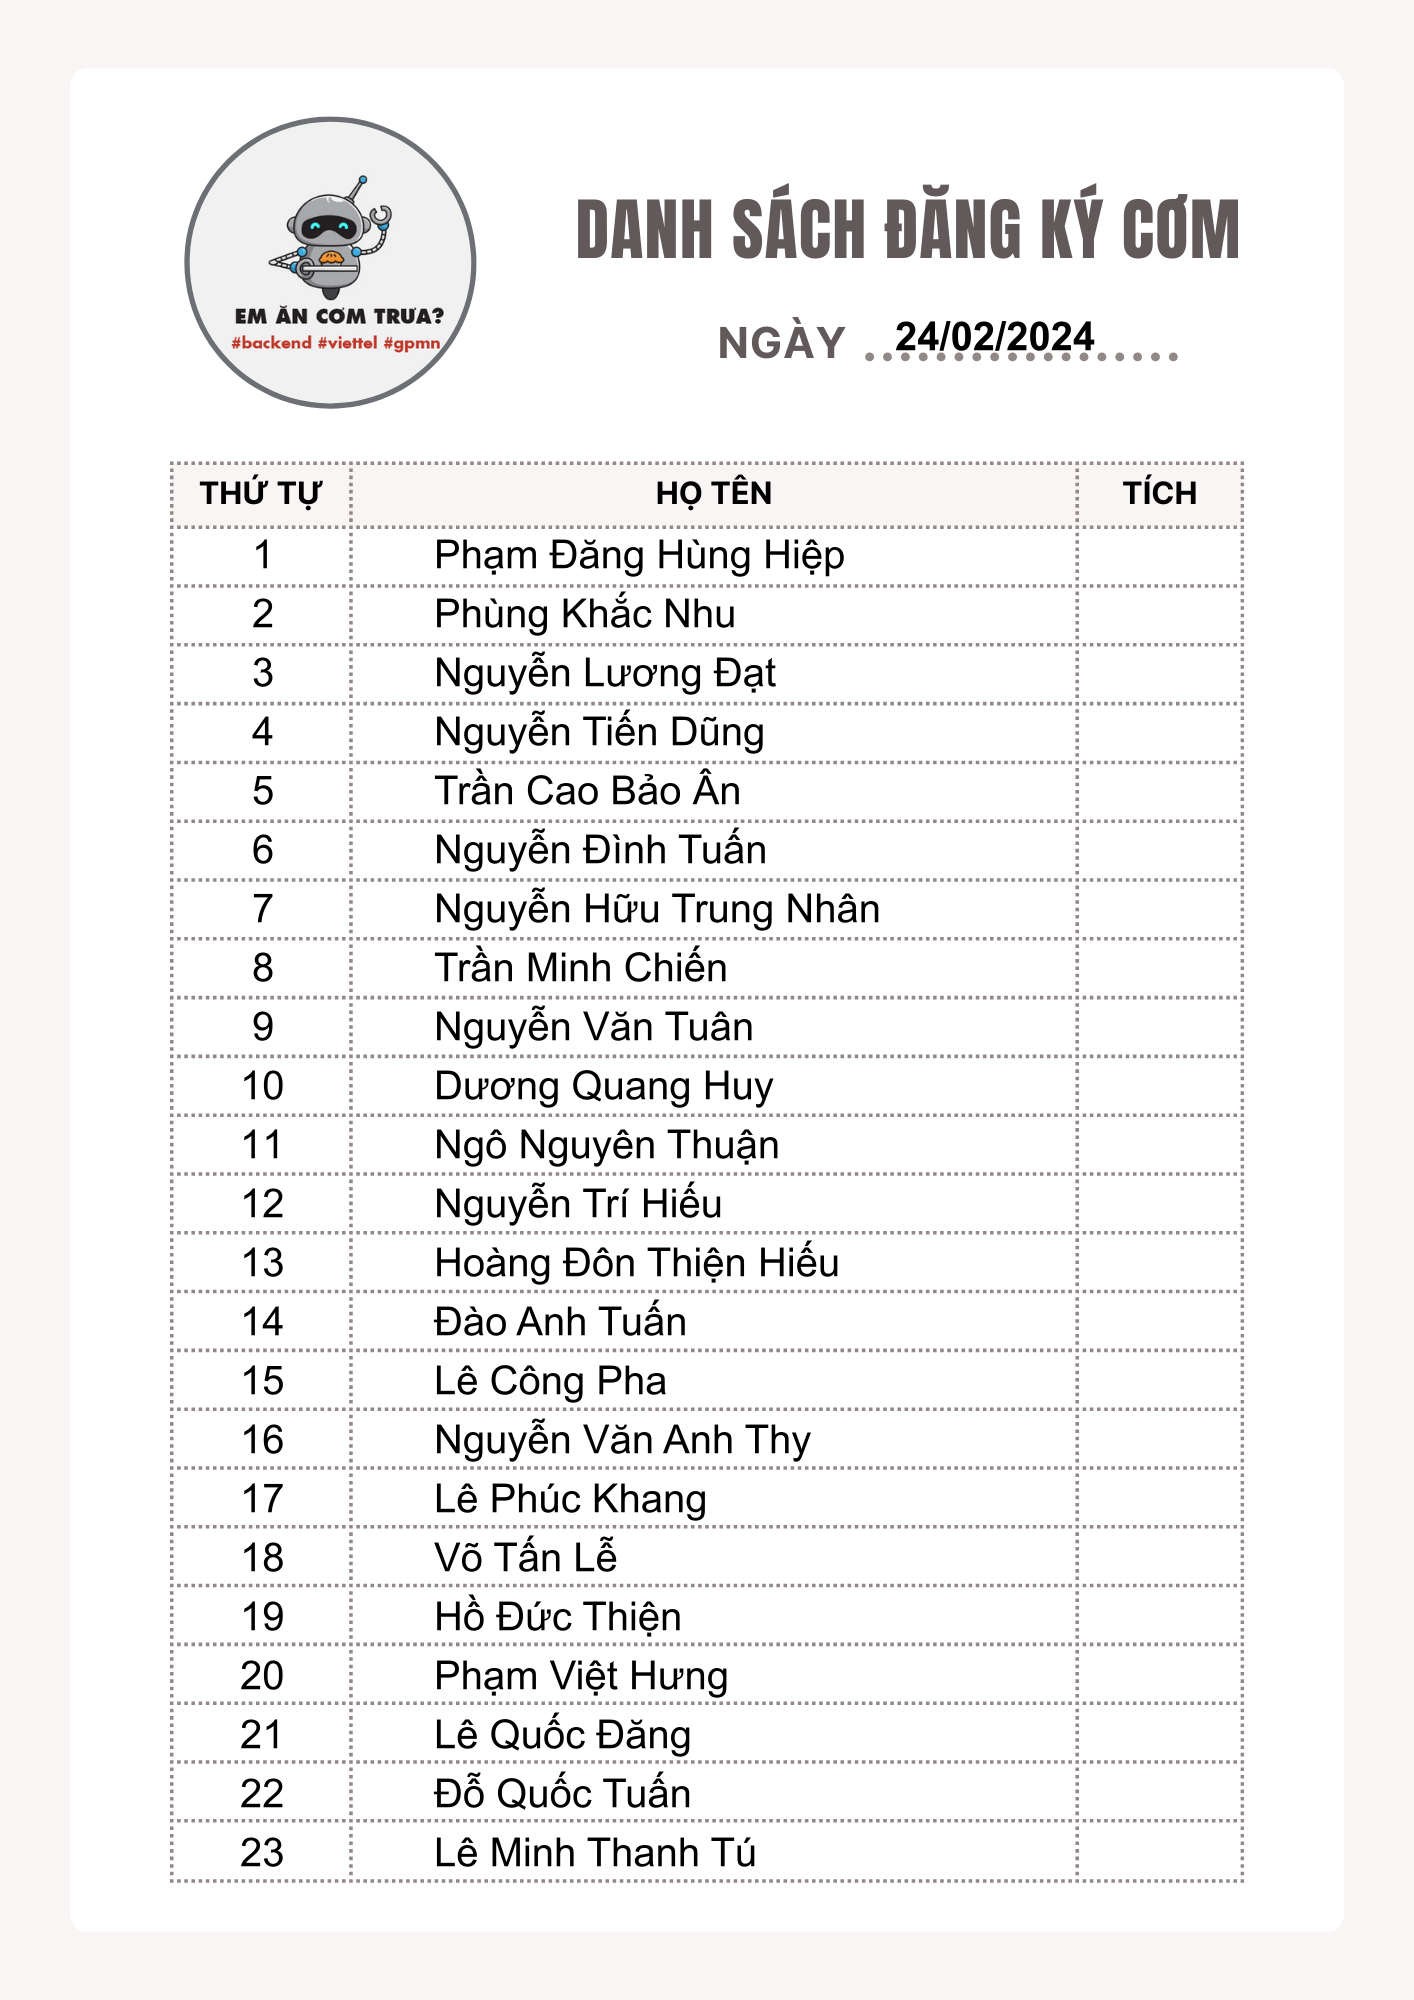 EM ĂN CƠM TRƯA?
#backend #viettel #gpmn
DANH SÁCH ĐĂNG KÝ CƠM
NGÀY 24/02/2024
THỨ TỰ HỌ TÊN TÍCH
1 Phạm Đăng Hùng Hiệp
2 Phùng Khắc Nhu
3 Nguyễn Lương Đạt
4 Nguyễn Tiến Dũng
5 Trần Cao Bảo Ân
6 Nguyễn Đình Tuấn
7 Nguyễn Hữu Trung Nhân
8 Trần Minh Chiến
9 Nguyễn Văn Tuân
10 Dương Quang Huy
11 Ngô Nguyên Thuận
12 Nguyễn Trí Hiếu
13 Hoàng Đôn Thiện Hiếu
14 Đào Anh Tuấn
15 Lê Công Pha
16 Nguyễn Văn Anh Thy
17 Lê Phúc Khang
18 Võ Tấn Lễ
19 Hồ Đức Thiện
20 Phạm Việt Hưng
21 Lê Quốc Đăng
22 Đỗ Quốc Tuấn
23 Lê Minh Thanh Tú